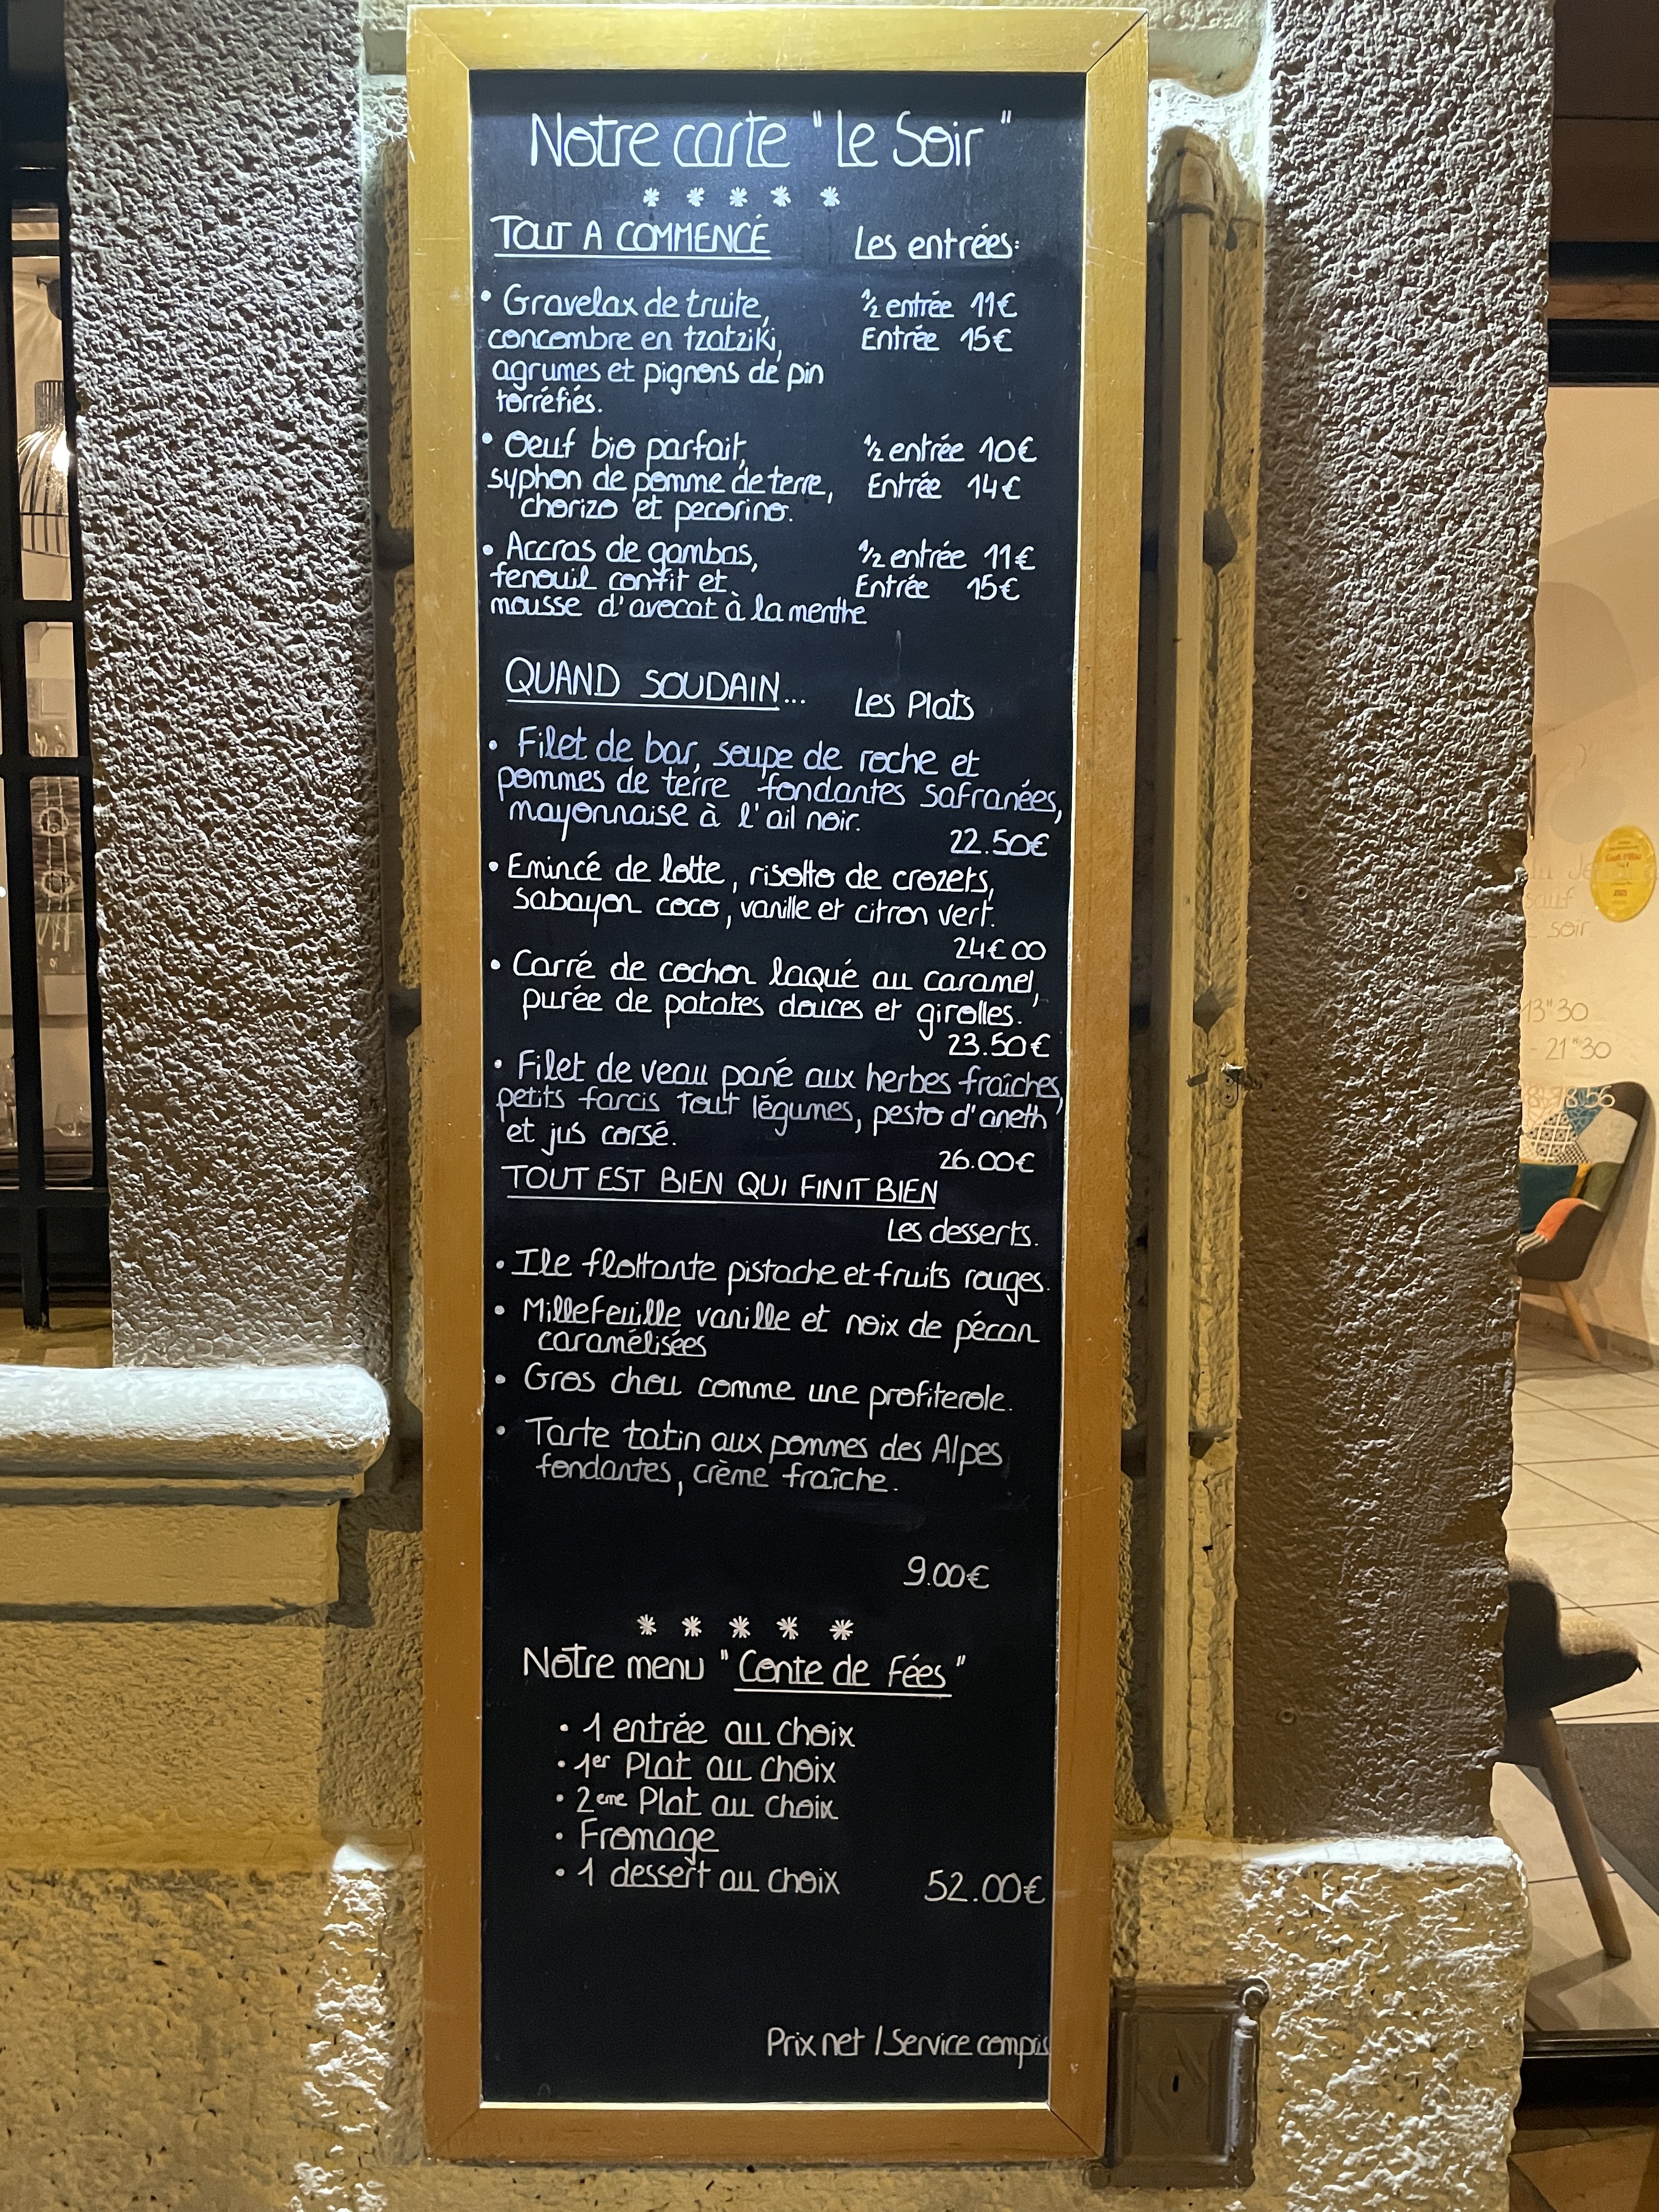 Notre carte "Le Soir"
* * * * *
TOUT A COMMENCÉ Les entrées:
• Gravelax de truite, 1/2 entrée 11€
concombre en tzatziki, Entrée 15€
agrumes et pignons de pin
torréfiés.
• Oeuf bio parfait, 1/2 entrée 10€
syphon de pomme de terre, Entrée 14€
chorizo et pecorino.
• Accras de gambas, 1/2 entrée 11€
fenouil confit et Entrée 15€
mousse d'avocat à la menthe
QUAND SOUDAIN... Les Plats
• Filet de bar, soupe de roche et
pommes de terre fondantes safranées,
mayonnaise à l'ail noir.
22.50€
• Emincé de lotte, risotto de crozets,
sabayon coco, vanille et citron vert.
24€00
• Carré de cochon laqué au caramel,
purée de patates douces et girolles.
23.50€
• Filet de veau pané aux herbes fraîches,
petits farcis tout légumes, pesto d'aneth
et jus corsé.
26.00€
TOUT EST BIEN QUI FINIT BIEN
Les desserts.
• Ile flottante pistache et fruits rouges.
• Millefeuille vanille et noix de pécan
caramélisées
• Gros chou comme une profiterole.
• Tarte tatin aux pommes des Alpes
fondantes, crème fraîche.
9.00€
* * * * *
Notre menu "Conte de Fées"
• 1 entrée au choix
• 1er Plat au choix
• 2eme Plat au choix
• Fromage
• 1 dessert au choix 52.00€
Prix net / Service compris
sauf
soir
13"30
- 21"30
78 56